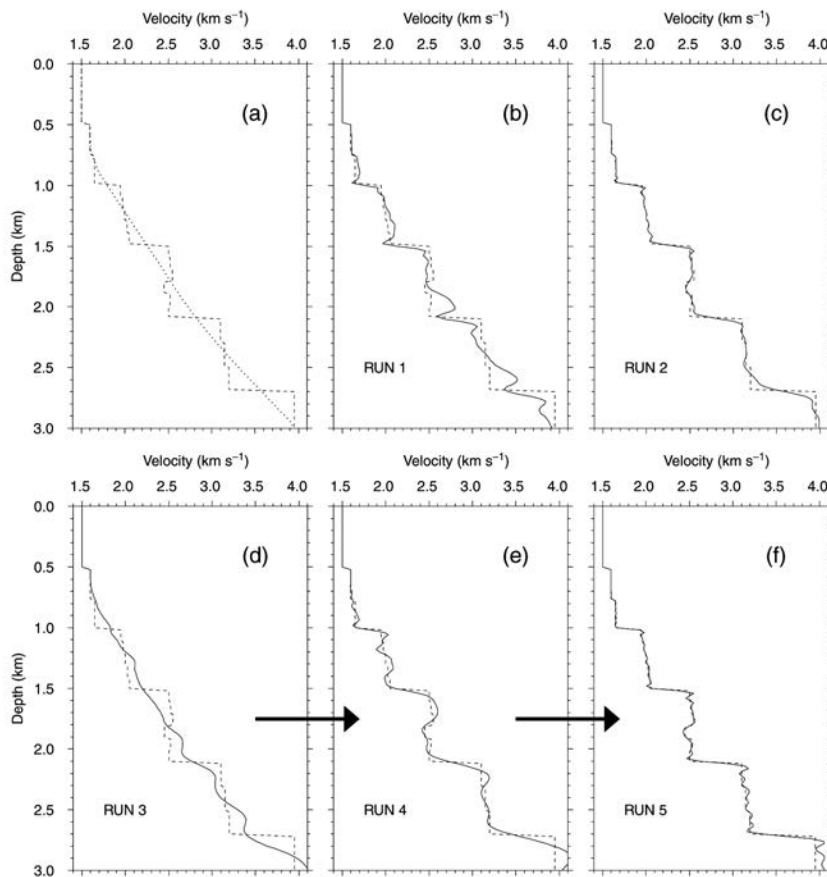 Velocity (km s⁻¹) Velocity (km s⁻¹) Velocity (km s⁻¹)
1.5 2.0 2.5 3.0 3.5 4.0 1.5 2.0 2.5 3.0 3.5 4.0 1.5 2.0 2.5 3.0 3.5 4.0
0.0
(a) (b) (c)
0.5
1.0
Depth (km)
1.5
2.0
RUN 1 RUN 2
2.5
3.0
Velocity (km s⁻¹) Velocity (km s⁻¹) Velocity (km s⁻¹)
1.5 2.0 2.5 3.0 3.5 4.0 1.5 2.0 2.5 3.0 3.5 4.0 1.5 2.0 2.5 3.0 3.5 4.0
0.0
(d) (e) (f)
0.5
1.0
Depth (km)
1.5
2.0
RUN 3 RUN 4 RUN 5
2.5
3.0